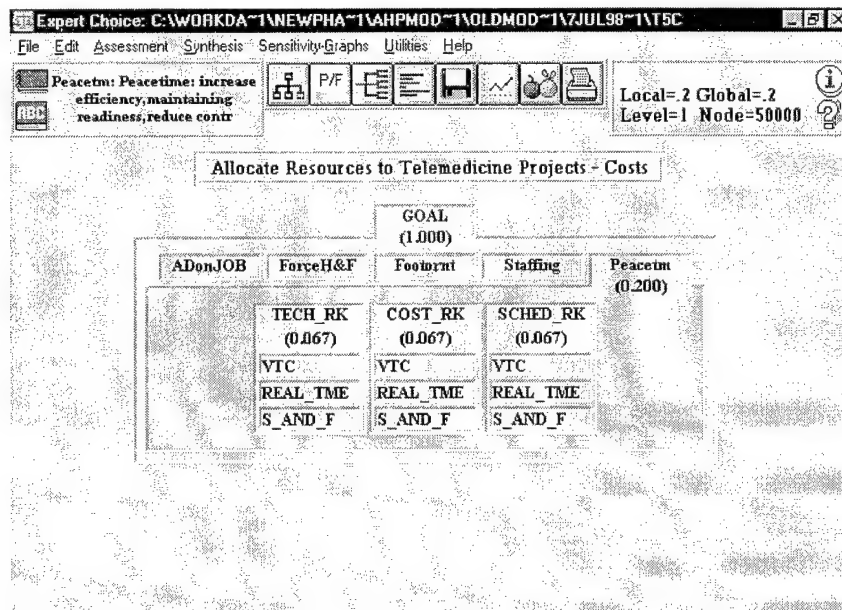 Expert Choice: C:\WORKDA~1\NEWPHA~1\AHPMOD~1\OLDMOD~1\7JUL98~1\T5C
File Edit Assessment Synthesis Sensitivity-Graphs Utilities Help
Peacetm: Peacetime: increase
efficiency,maintaining
readiness,reduce contr
ABC
P/F
Local=.2 Global=.2
Level=1 Node=50000
Allocate Resources to Telemedicine Projects - Costs
GOAL
(1.000)
ADonJOB ForceH&F Footprnt Staffing Peacetm
(0.200)
TECH_RK COST_RK SCHED_RK
(0.067) (0.067) (0.067)
VTC VTC VTC
REAL_TME REAL_TME REAL_TME
S_AND_F S_AND_F S_AND_F